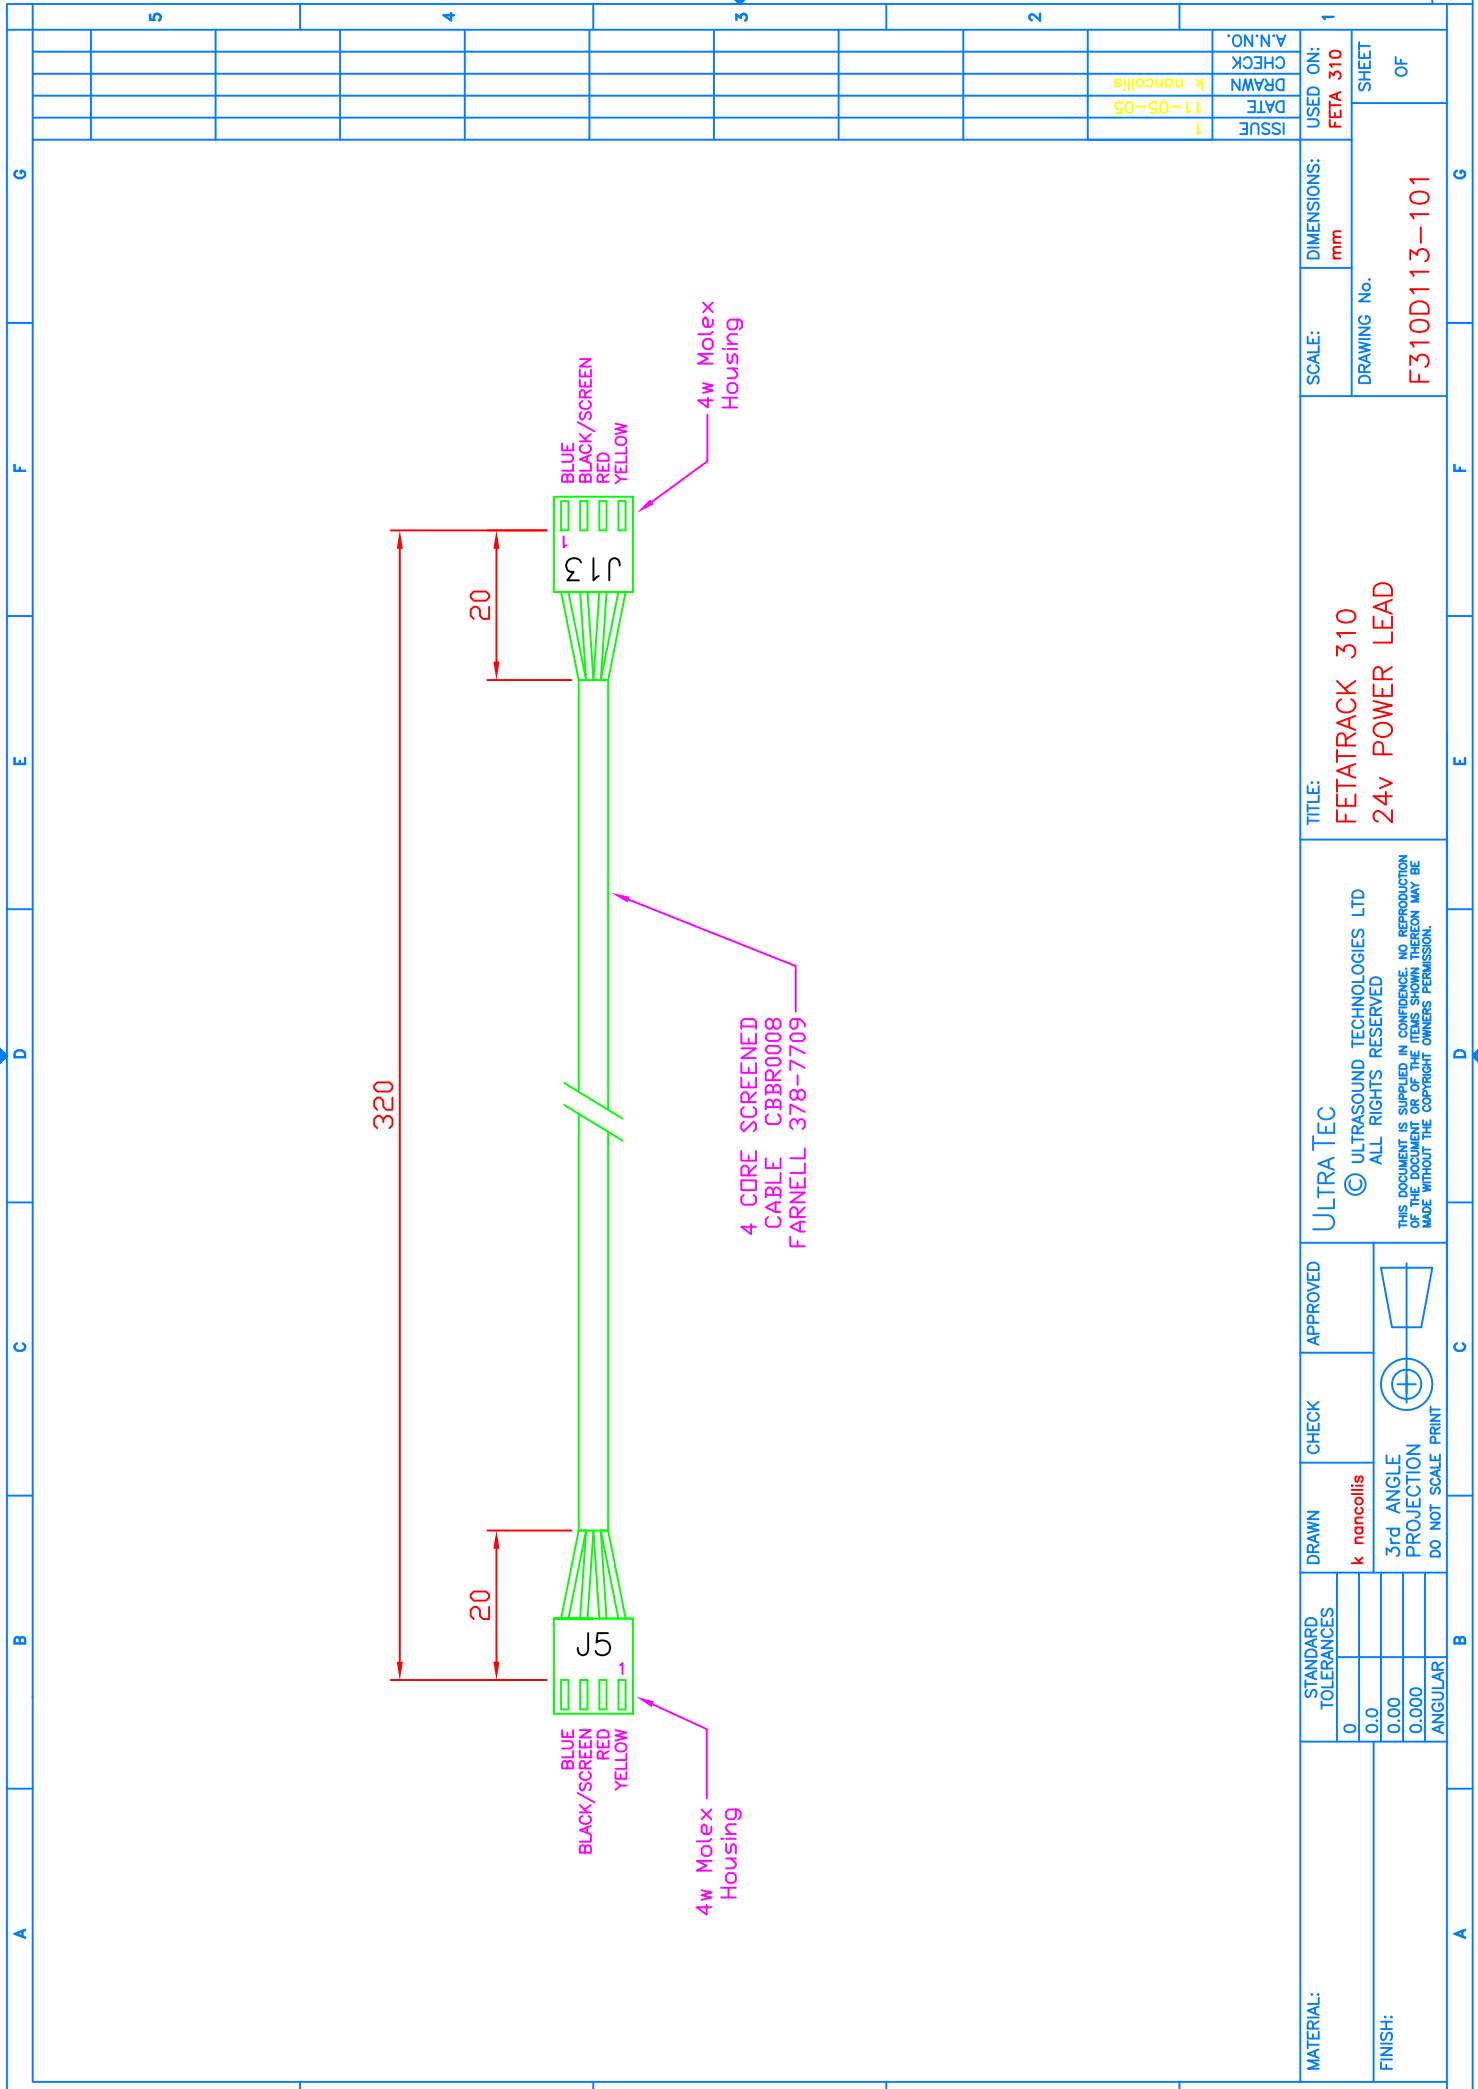 A
B
C
D
E
F
G
5
4
3
2
1
320
20
20
J5
1
BLUE
BLACK/SCREEN
RED
YELLOW
4w Molex
Housing
J13
1
BLUE
BLACK/SCREEN
RED
YELLOW
4w Molex
Housing
4 CORE SCREENED
CABLE CBBR0008
FARNELL 378-7709
ISSUE
DATE
DRAWN
CHECK
A.N.NO.
1
11-05-05
k nancollis
MATERIAL:
FINISH:
STANDARD
TOLERANCES
0
0.0
0.00
0.000
ANGULAR
DRAWN
k nancollis
CHECK
APPROVED
3rd ANGLE
PROJECTION
DO NOT SCALE PRINT
ULTRA TEC
© ULTRASOUND TECHNOLOGIES LTD
ALL RIGHTS RESERVED
THIS DOCUMENT IS SUPPLIED IN CONFIDENCE. NO REPRODUCTION
OF THE DOCUMENT OR OF THE ITEMS SHOWN THEREON MAY BE
MADE WITHOUT THE COPYRIGHT OWNERS PERMISSION.
TITLE:
FETATRACK 310
24v POWER LEAD
SCALE:
DIMENSIONS:
mm
USED ON:
FETA 310
DRAWING No.
F310D113-101
SHEET
OF
A
B
C
D
E
F
G